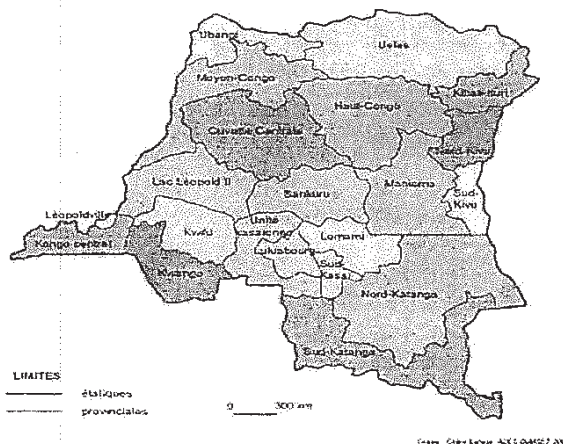 Ubangi
Ueles
Moyen-Congo
Haut-Congo
Kibali-Ituri
Cuvette Centrale
Nord-Kivu
Lac Léopold II
Sankuru
Maniema
Sud-Kivu
Léopoldville
Kongo central
Kwilu
Unité kasaïenne
Lomami
Luluabourg
Sud-Kasaï
Kwango
Nord-Katanga
Sud-Katanga
LIMITES
étatiques
provinciales
0 300 km